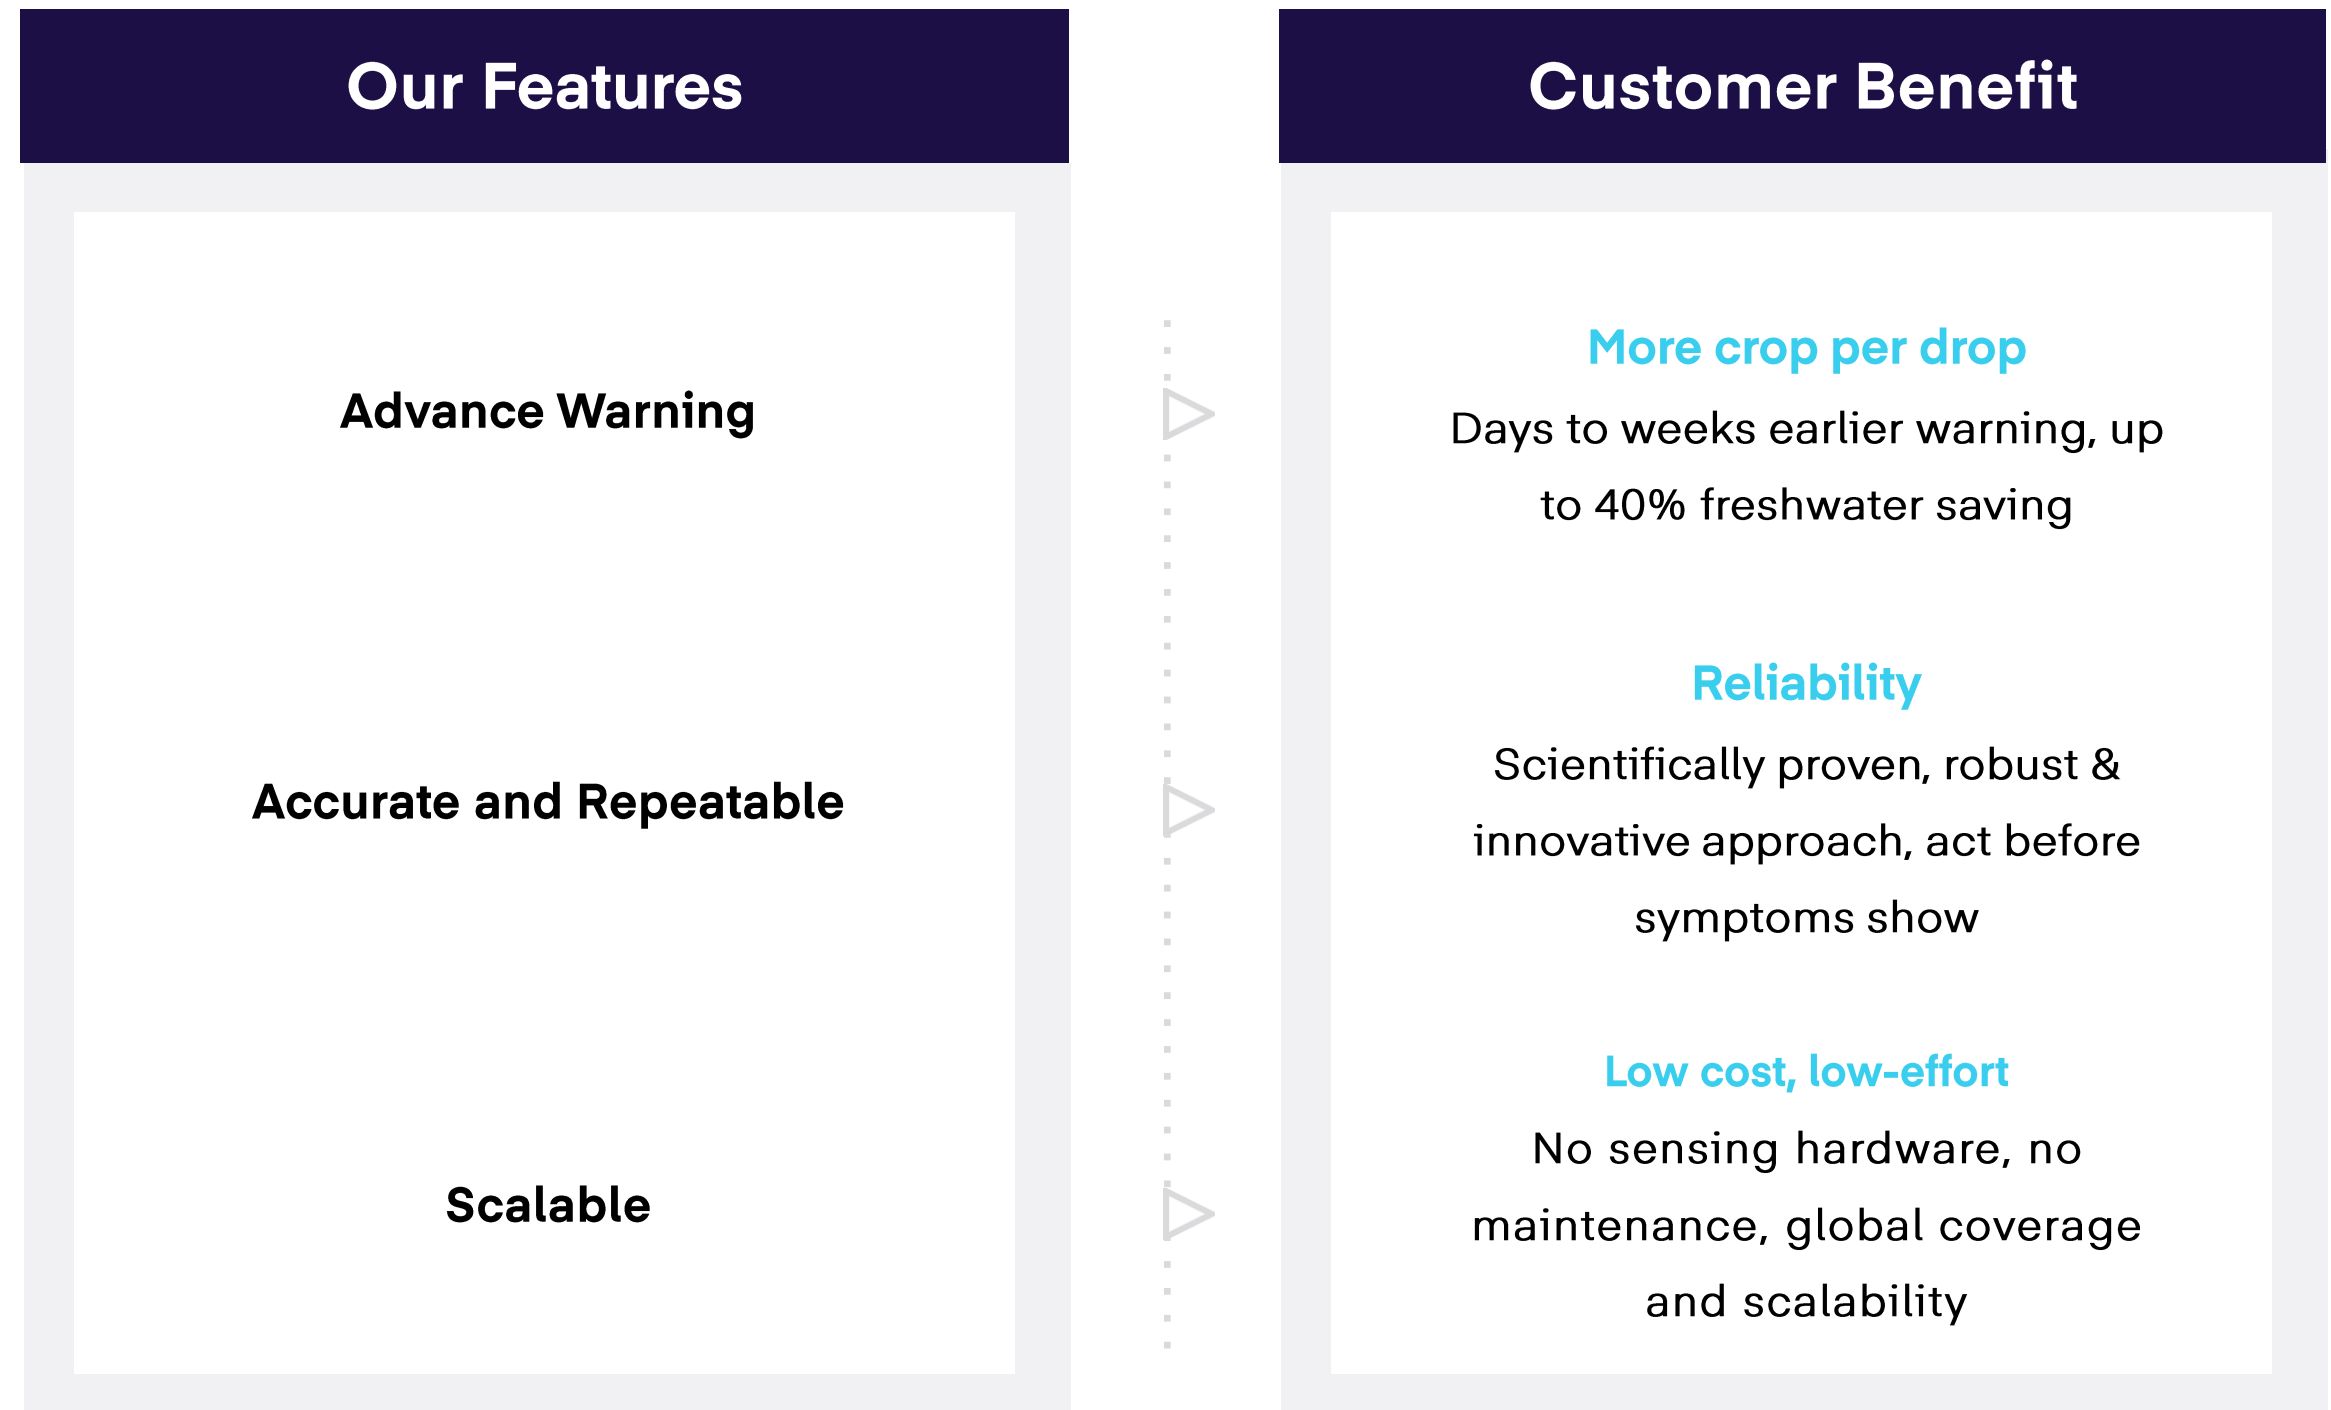 Our Features
Customer Benefit
Advance Warning
More crop per drop
Days to weeks earlier warning, up
to 40% freshwater saving
Accurate and Repeatable
Reliability
Scientifically proven, robust &
innovative approach, act before
symptoms show
Scalable
Low cost, low-effort
No sensing hardware, no
maintenance, global coverage
and scalability